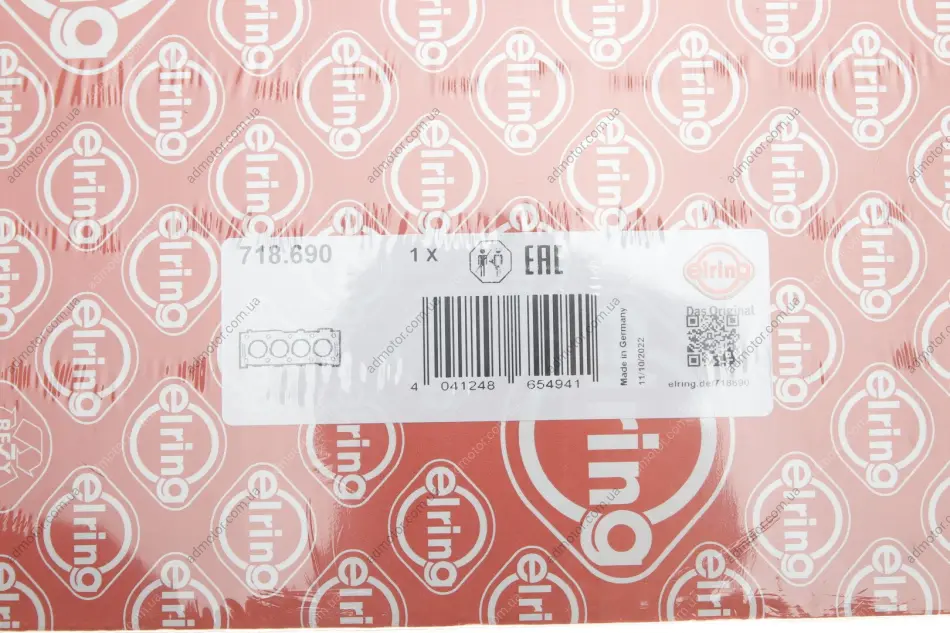 718.690
1 X
EAC
elring
Das Original
4 041248 654941
Made in Germany
11/10/2022
elring.de/718690
elring
admotor.com.ua